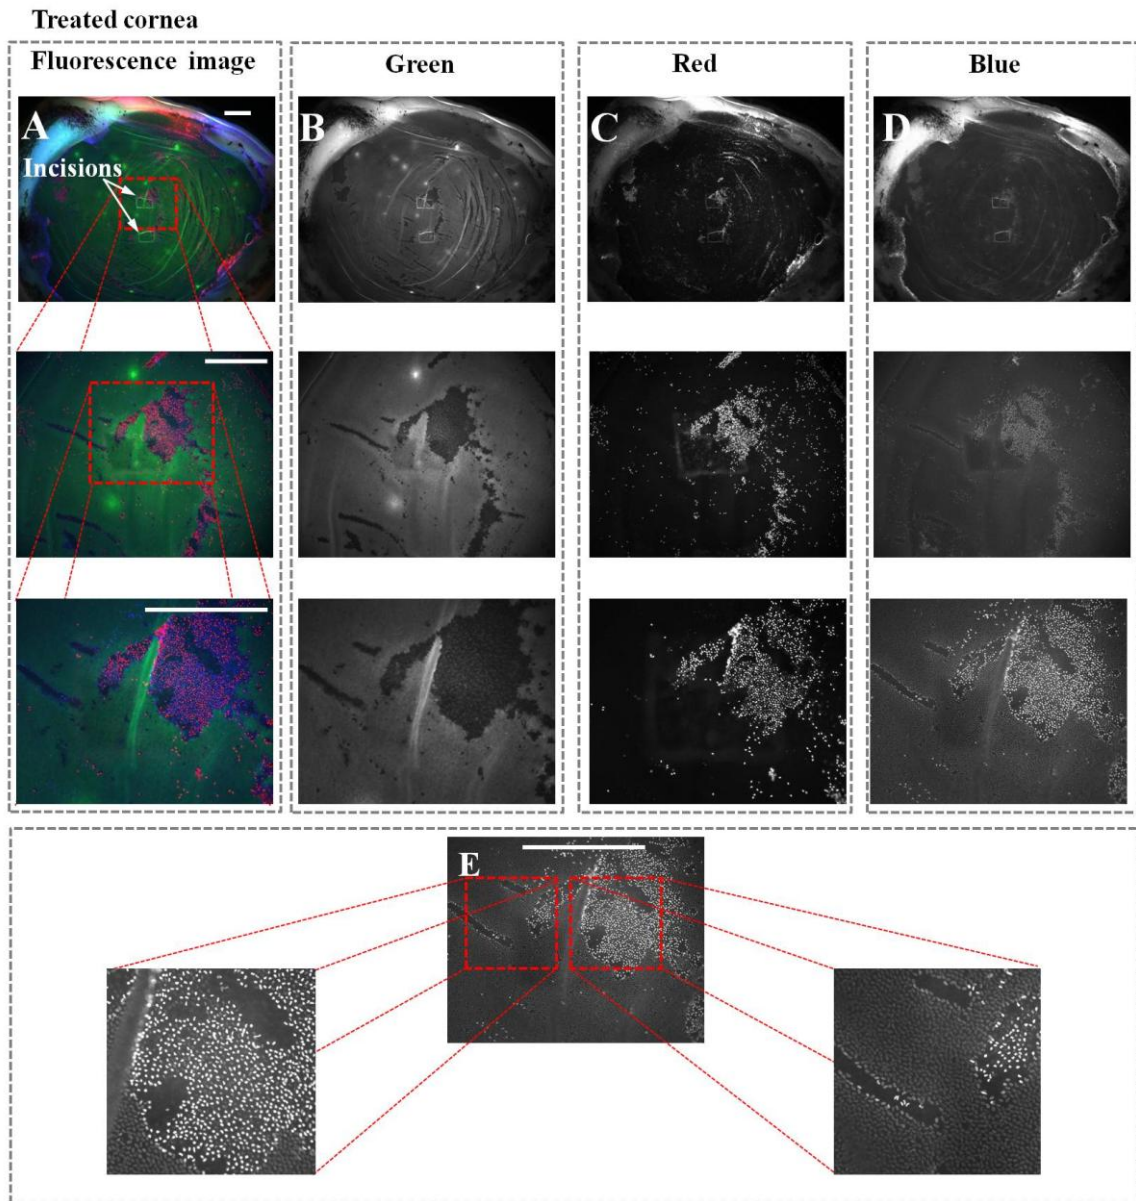 Treated cornea
Fluorescence image
Green
Red
Blue
A
B
C
D
Incisions
E